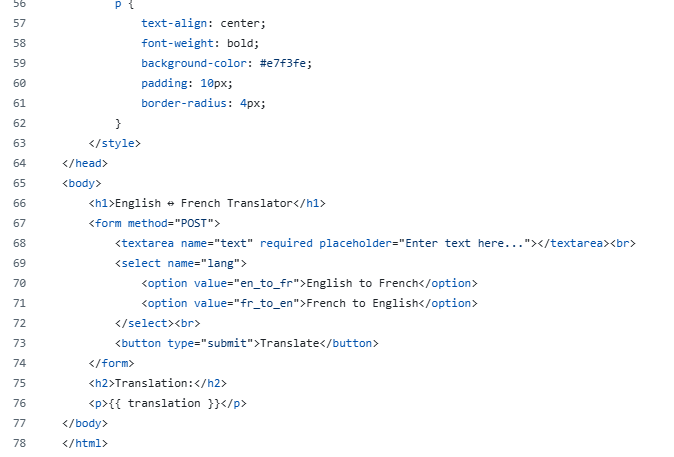 56 p {
57 text-align: center;
58 font-weight: bold;
59 background-color: #e7f3fe;
60 padding: 10px;
61 border-radius: 4px;
62 }
63 </style>
64 </head>
65 <body>
66 <h1>English ↔ French Translator</h1>
67 <form method="POST">
68 <textarea name="text" required placeholder="Enter text here..."></textarea><br>
69 <select name="lang">
70 <option value="en_to_fr">English to French</option>
71 <option value="fr_to_en">French to English</option>
72 </select><br>
73 <button type="submit">Translate</button>
74 </form>
75 <h2>Translation:</h2>
76 <p>{{ translation }}</p>
77 </body>
78 </html>